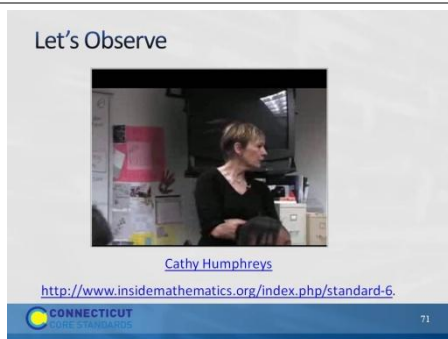 Let's Observe
Cathy Humphreys
http://www.insidemathematics.org/index.php/standard-6.
CONNECTICUT
CORE STANDARDS
71